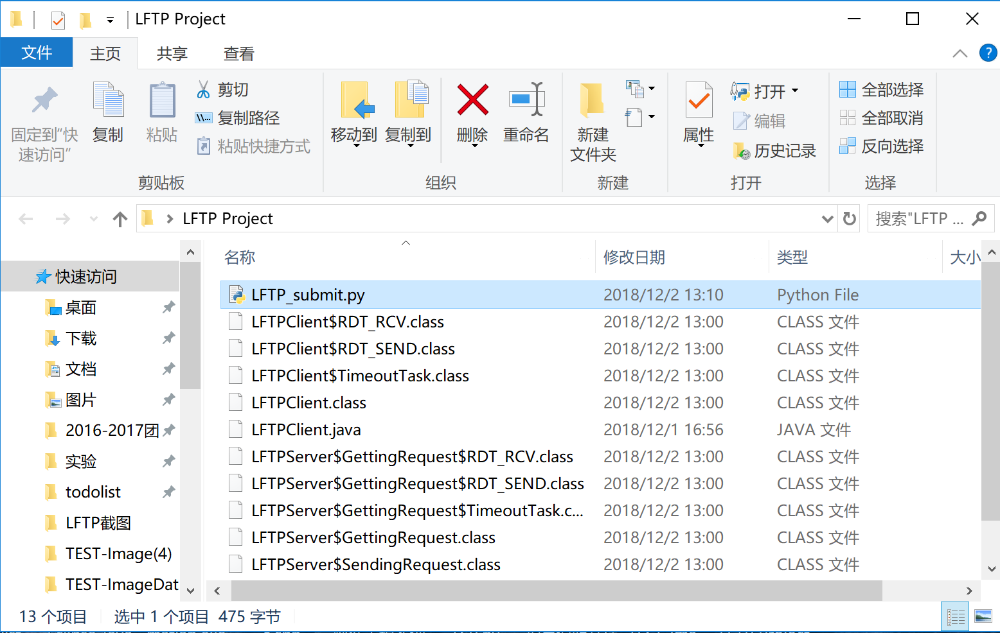 LFTP Project
文件
主页
共享
查看
固定到“快
速访问”
复制
粘贴
剪切
复制路径
粘贴快捷方式
剪贴板
移动到
复制到
删除
重命名
组织
新建
文件夹
新建
属性
打开
编辑
历史记录
打开
全部选择
全部取消
反向选择
选择
LFTP Project
搜索"LFTP ...
快速访问
桌面
下载
文档
图片
2016-2017团
实验
todolist
LFTP截图
TEST-Image(4)
TEST-ImageDat
名称 修改日期 类型 大小
LFTP_submit.py 2018/12/2 13:10 Python File
LFTPClient$RDT_RCV.class 2018/12/2 13:00 CLASS 文件
LFTPClient$RDT_SEND.class 2018/12/2 13:00 CLASS 文件
LFTPClient$TimeoutTask.class 2018/12/2 13:00 CLASS 文件
LFTPClient.class 2018/12/2 13:00 CLASS 文件
LFTPClient.java 2018/12/1 16:56 JAVA 文件
LFTPServer$GettingRequest$RDT_RCV.class 2018/12/2 13:00 CLASS 文件
LFTPServer$GettingRequest$RDT_SEND.class 2018/12/2 13:00 CLASS 文件
LFTPServer$GettingRequest$TimeoutTask.c... 2018/12/2 13:00 CLASS 文件
LFTPServer$GettingRequest.class 2018/12/2 13:00 CLASS 文件
LFTPServer$SendingRequest.class 2018/12/2 13:00 CLASS 文件
13 个项目 选中 1 个项目 475 字节